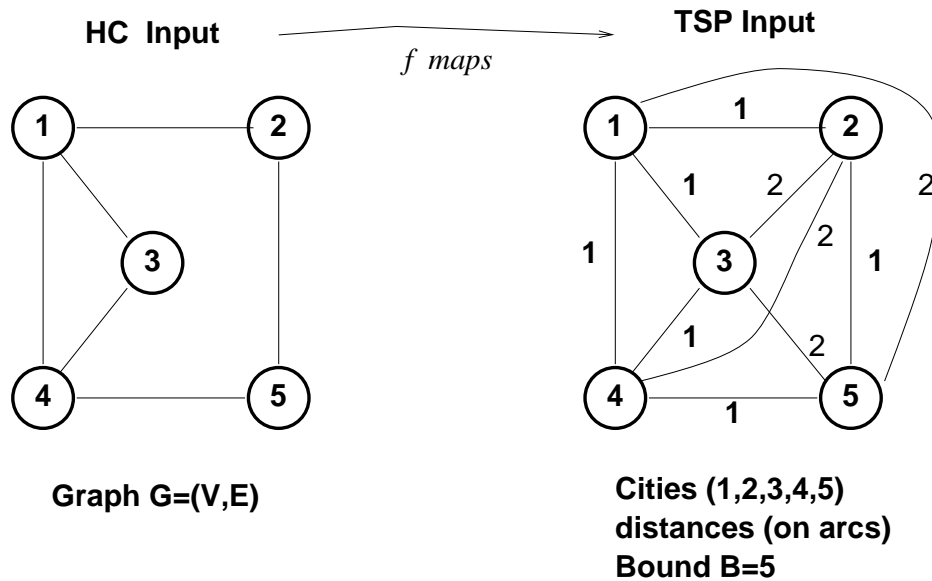 HC Input
TSP Input
f maps
1
2
3
4
5
1
1
2
1
2
2
2
1
3
1
1
2
4
1
5
Graph G=(V,E)
Cities (1,2,3,4,5)
distances (on arcs)
Bound B=5